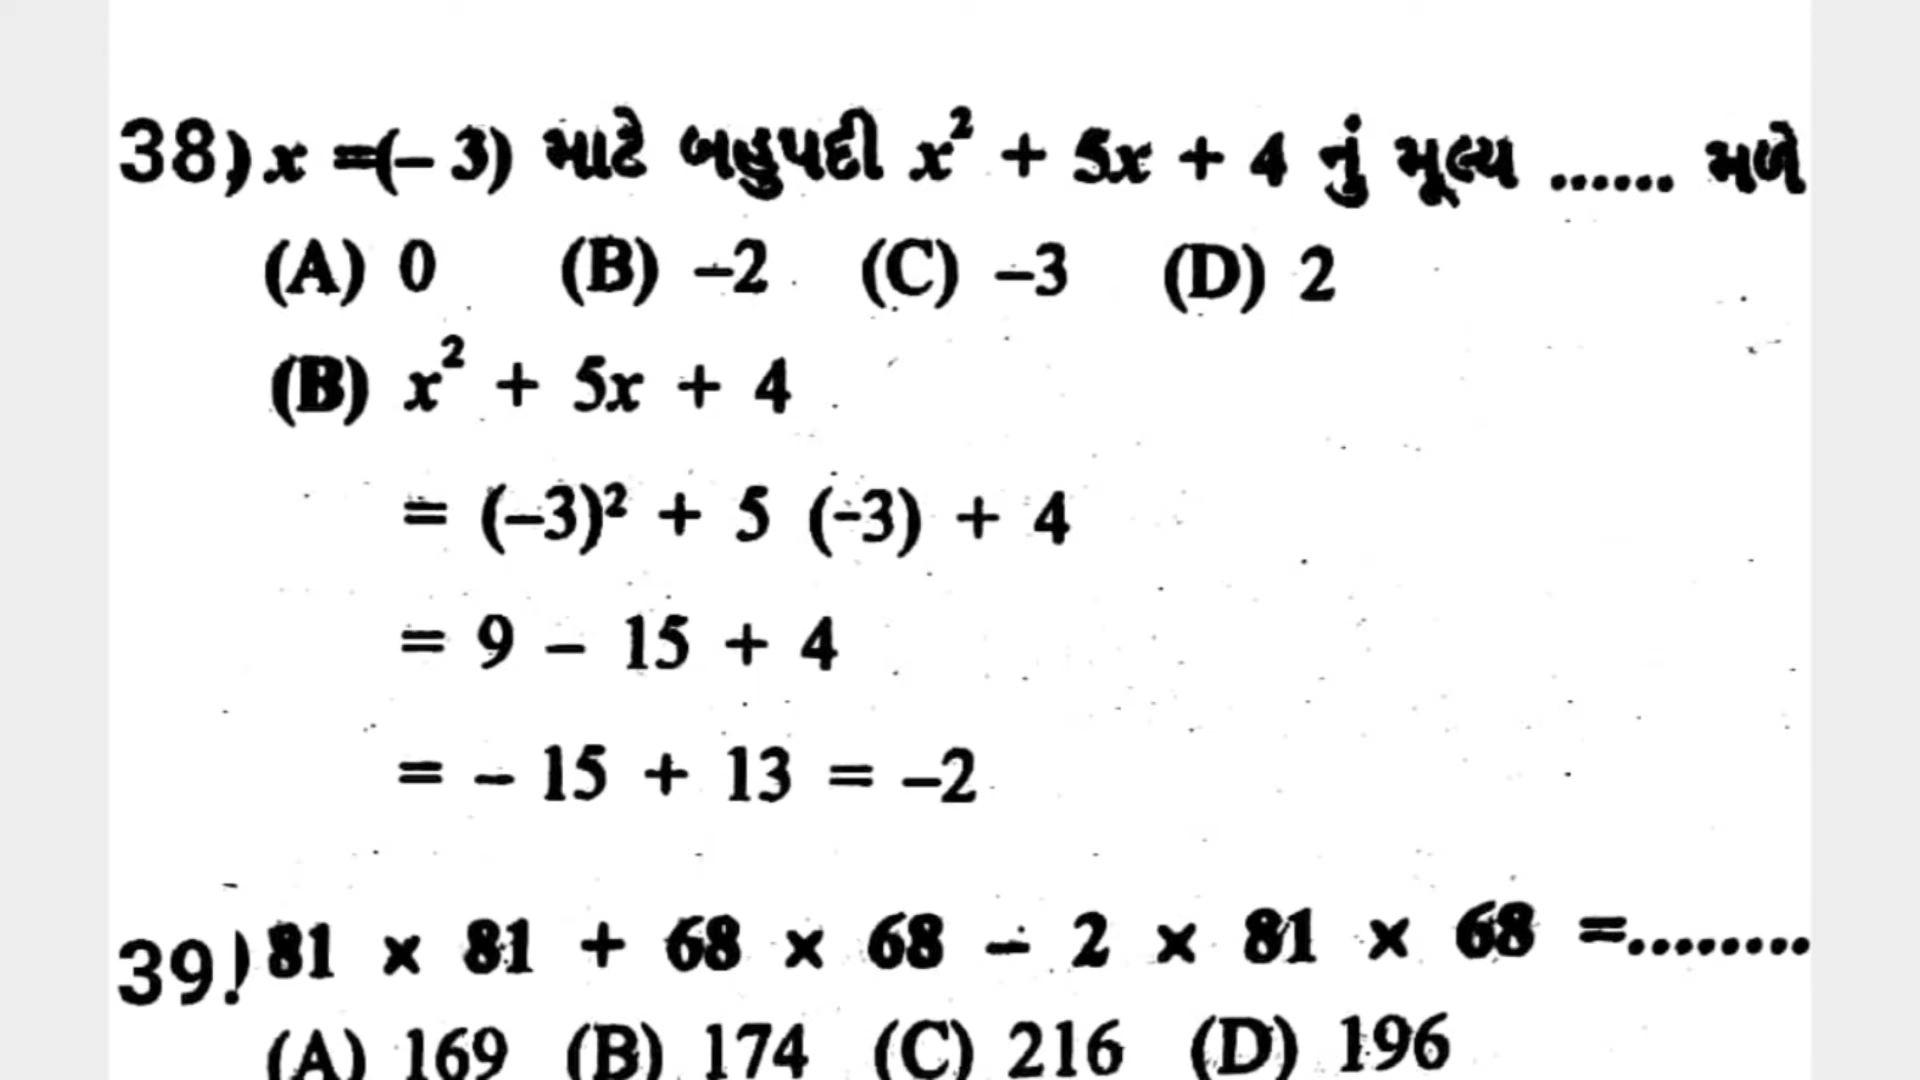 38) x =(– 3) માટે બહુપદી x² + 5x + 4 નું મૂલ્ય ...... મળે
(A) 0 (B) –2 (C) –3 (D) 2
(B) x² + 5x + 4
= (–3)² + 5 (–3) + 4
= 9 – 15 + 4
= – 15 + 13 = –2
39) 81 × 81 + 68 × 68 – 2 × 81 × 68 =........
(A) 169 (B) 174 (C) 216 (D) 196